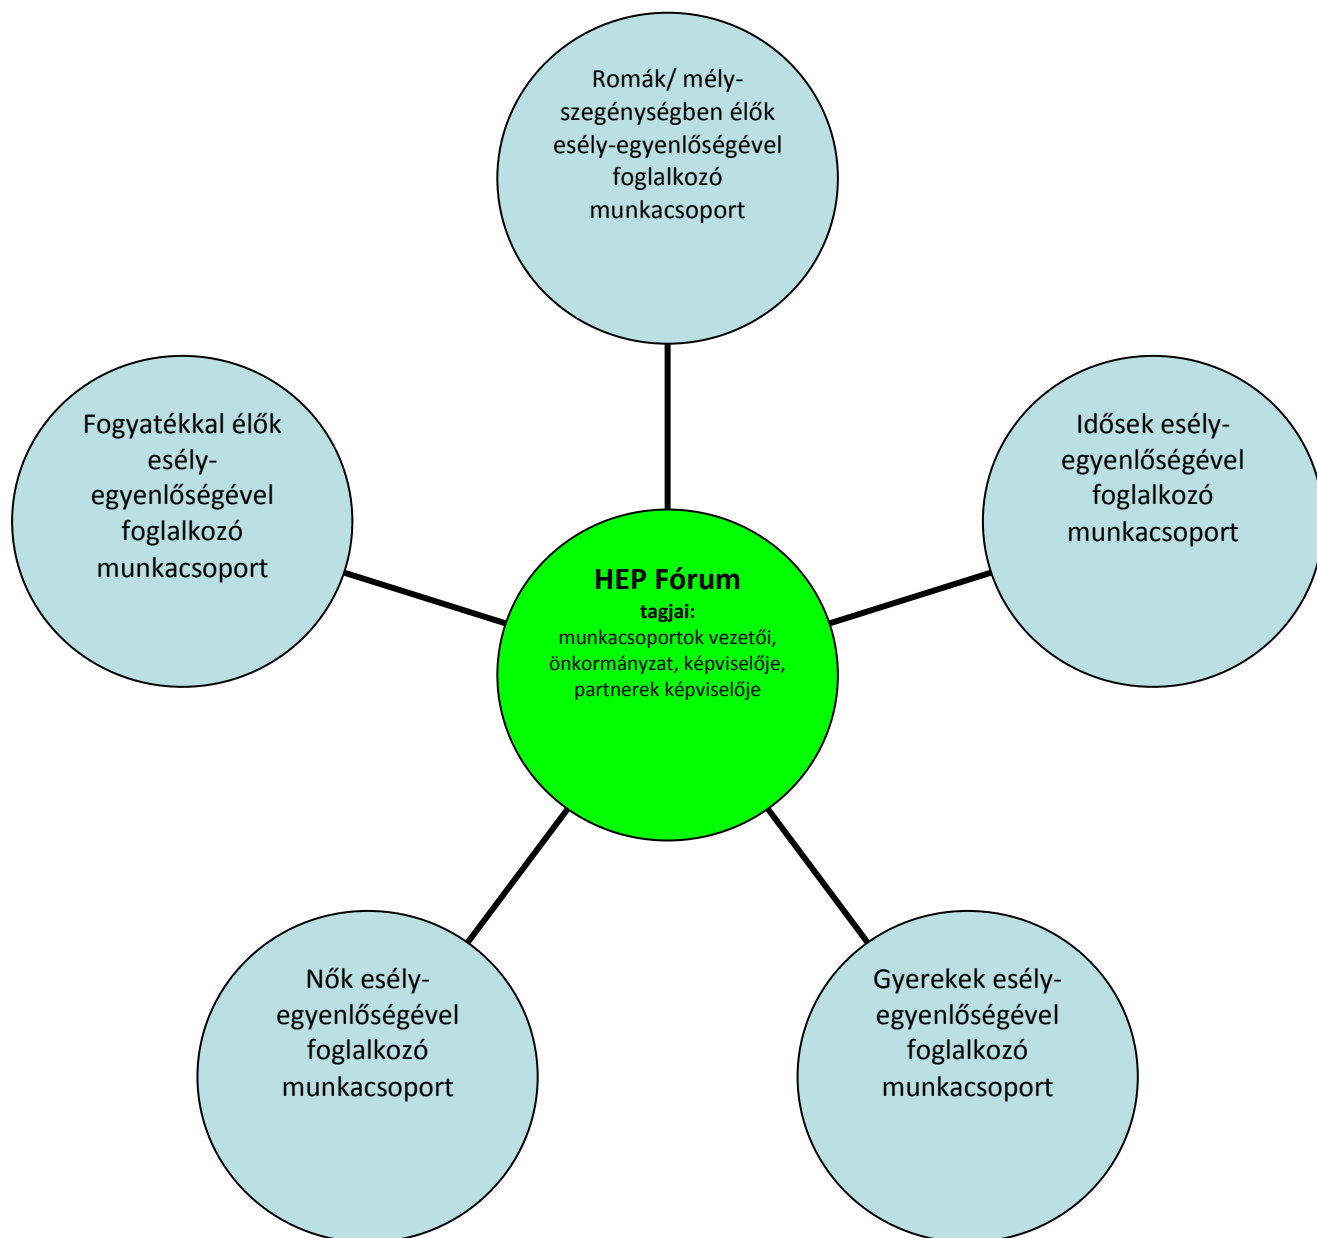 Romák/ mély-
szegénységben élők
esély-egyenlőségével
foglalkozó
munkacsoport
Fogyatékkal élők
esély-
egyenlőségével
foglalkozó
munkacsoport
Idősek esély-
egyenlőségével
foglalkozó
munkacsoport
HEP Fórum
tagjai:
munkacsoportok vezetői,
önkormányzat, képviselője,
partnerek képviselője
Nők esély-
egyenlőségével
foglalkozó
munkacsoport
Gyerekek esély-
egyenlőségével
foglalkozó
munkacsoport